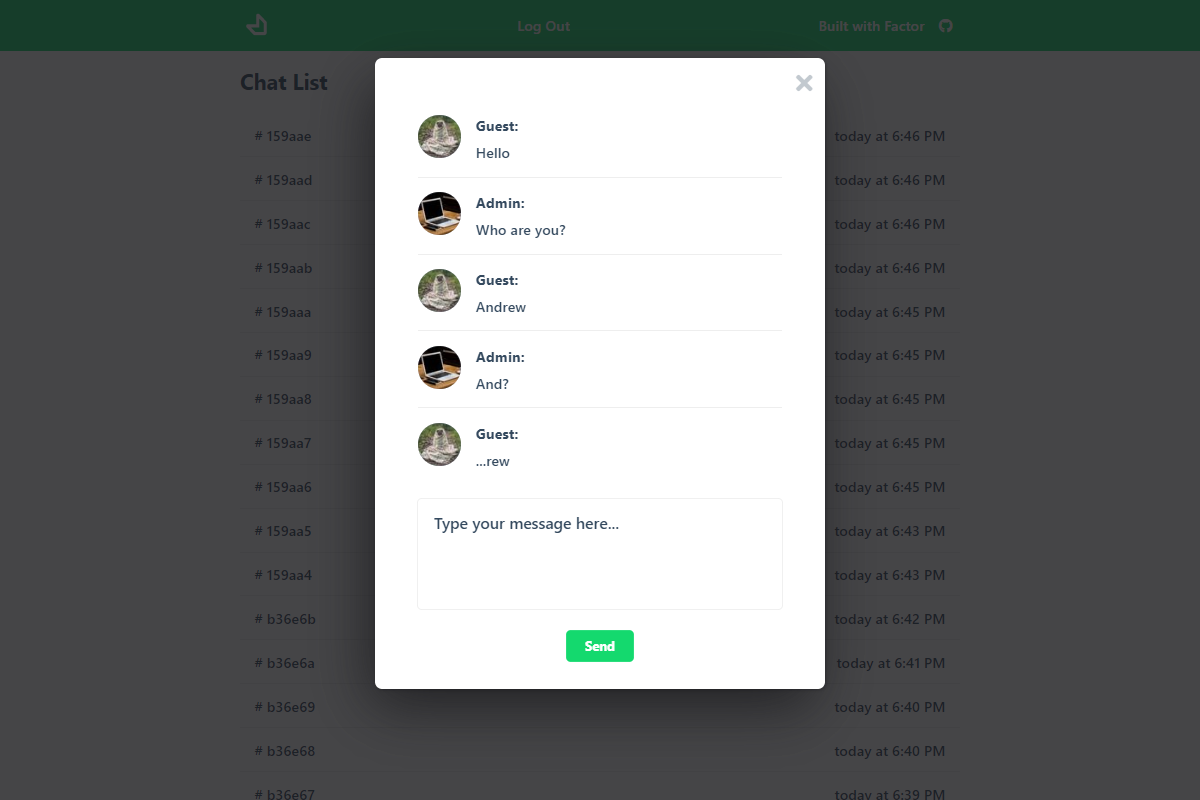 Log Out
Built with Factor
Chat List
# 159aae
today at 6:46 PM
# 159aad
today at 6:46 PM
# 159aac
today at 6:46 PM
# 159aab
today at 6:46 PM
# 159aaa
today at 6:45 PM
# 159aa9
today at 6:45 PM
# 159aa8
today at 6:45 PM
# 159aa7
today at 6:45 PM
# 159aa6
today at 6:45 PM
# 159aa5
today at 6:43 PM
# 159aa4
today at 6:43 PM
# b36e6b
today at 6:42 PM
# b36e6a
today at 6:41 PM
# b36e69
today at 6:40 PM
# b36e68
today at 6:40 PM
# b36e67
today at 6:39 PM
Guest:
Hello
Admin:
Who are you?
Guest:
Andrew
Admin:
And?
Guest:
...rew
Type your message here...
Send